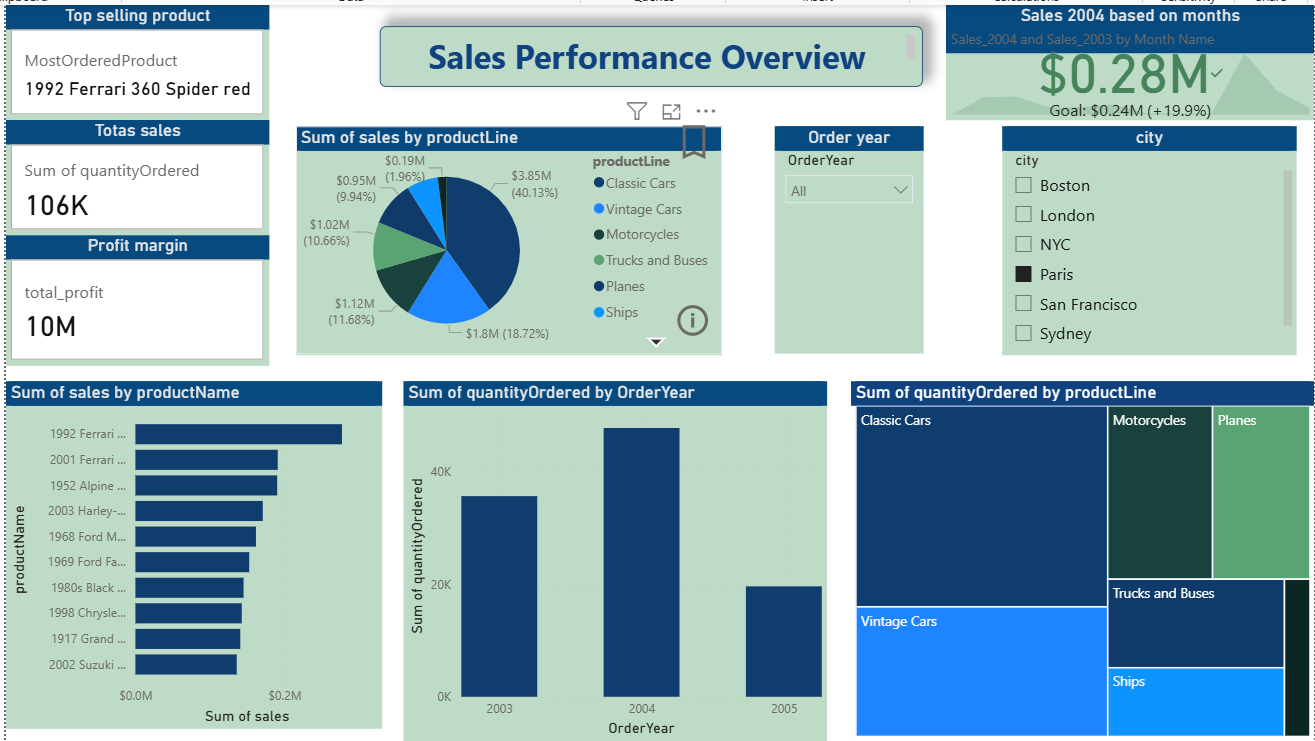 Top selling product
MostOrderedProduct
1992 Ferrari 360 Spider red
Totas sales
Sum of quantityOrdered
106K
Profit margin
total_profit
10M
Sales Performance Overview
Sales 2004 based on months
Sales_2004 and Sales_2003 by Month Name
$0.28M
Goal: $0.24M (+19.9%)
Sum of sales by productLine
$0.19M
(1.96%)
$0.95M
(9.94%)
$1.02M
(10.66%)
$1.12M
(11.68%)
$1.8M (18.72%)
$3.85M
(40.13%)
productLine
Classic Cars
Vintage Cars
Motorcycles
Trucks and Buses
Planes
Ships
Order year
OrderYear
All
city
city
Boston
London
NYC
Paris
San Francisco
Sydney
Sum of sales by productName
productName
1992 Ferrari ...
2001 Ferrari ...
1952 Alpine ...
2003 Harley-...
1968 Ford M...
1969 Ford Fa...
1980s Black ...
1998 Chrysle...
1917 Grand ...
2002 Suzuki ...
$0.0M
$0.2M
Sum of sales
Sum of quantityOrdered by OrderYear
Sum of quantityOrdered
40K
20K
0K
2003
2004
2005
OrderYear
Sum of quantityOrdered by productLine
Classic Cars
Motorcycles
Planes
Vintage Cars
Trucks and Buses
Ships